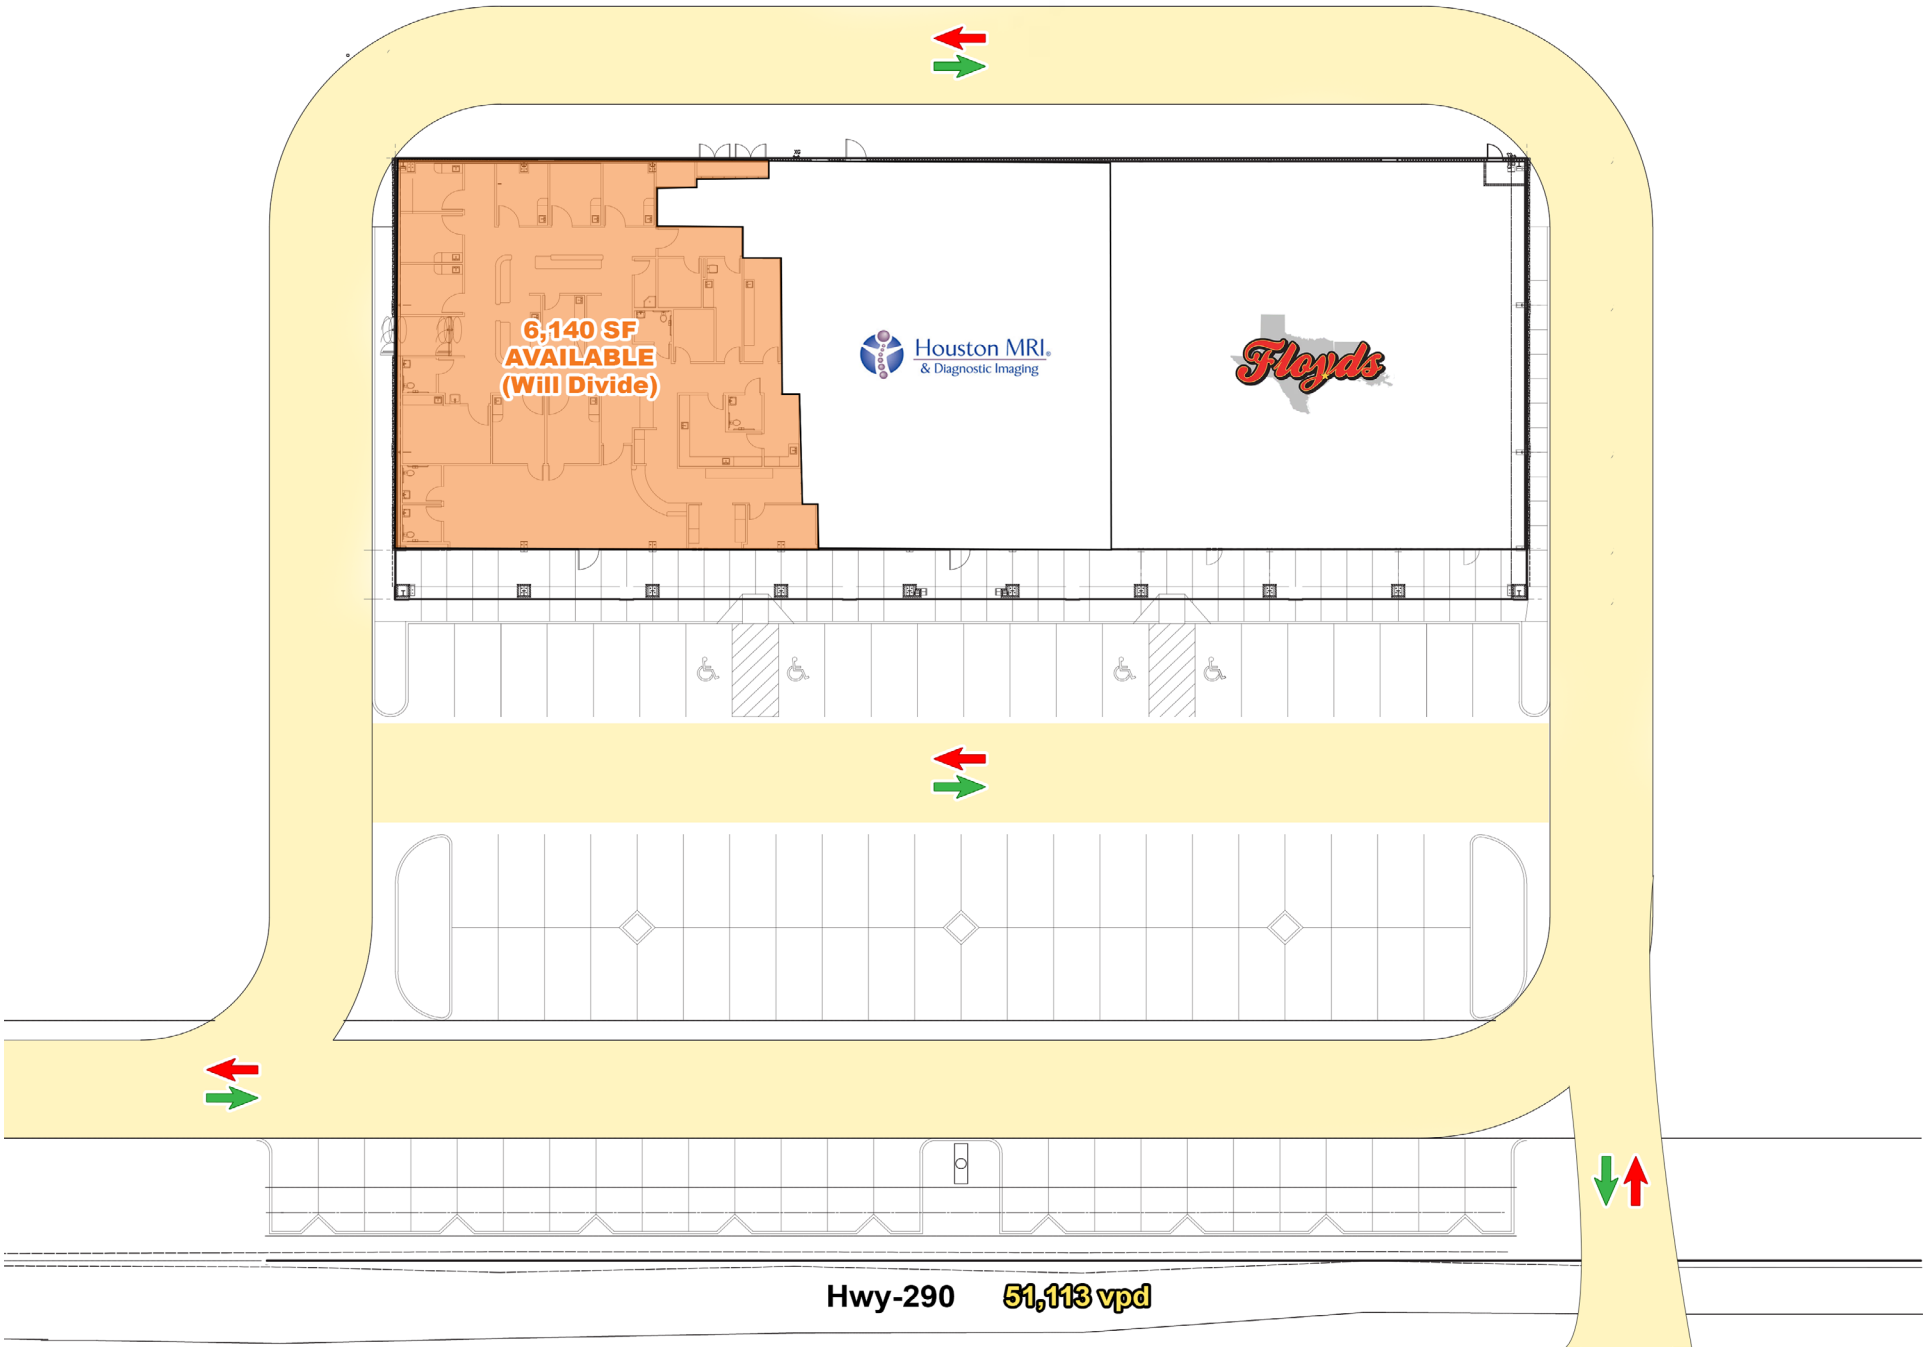 6,140 SF
AVAILABLE
(Will Divide)
Houston MRI®
& Diagnostic Imaging
Floyds
Hwy-290 51,113 vpd